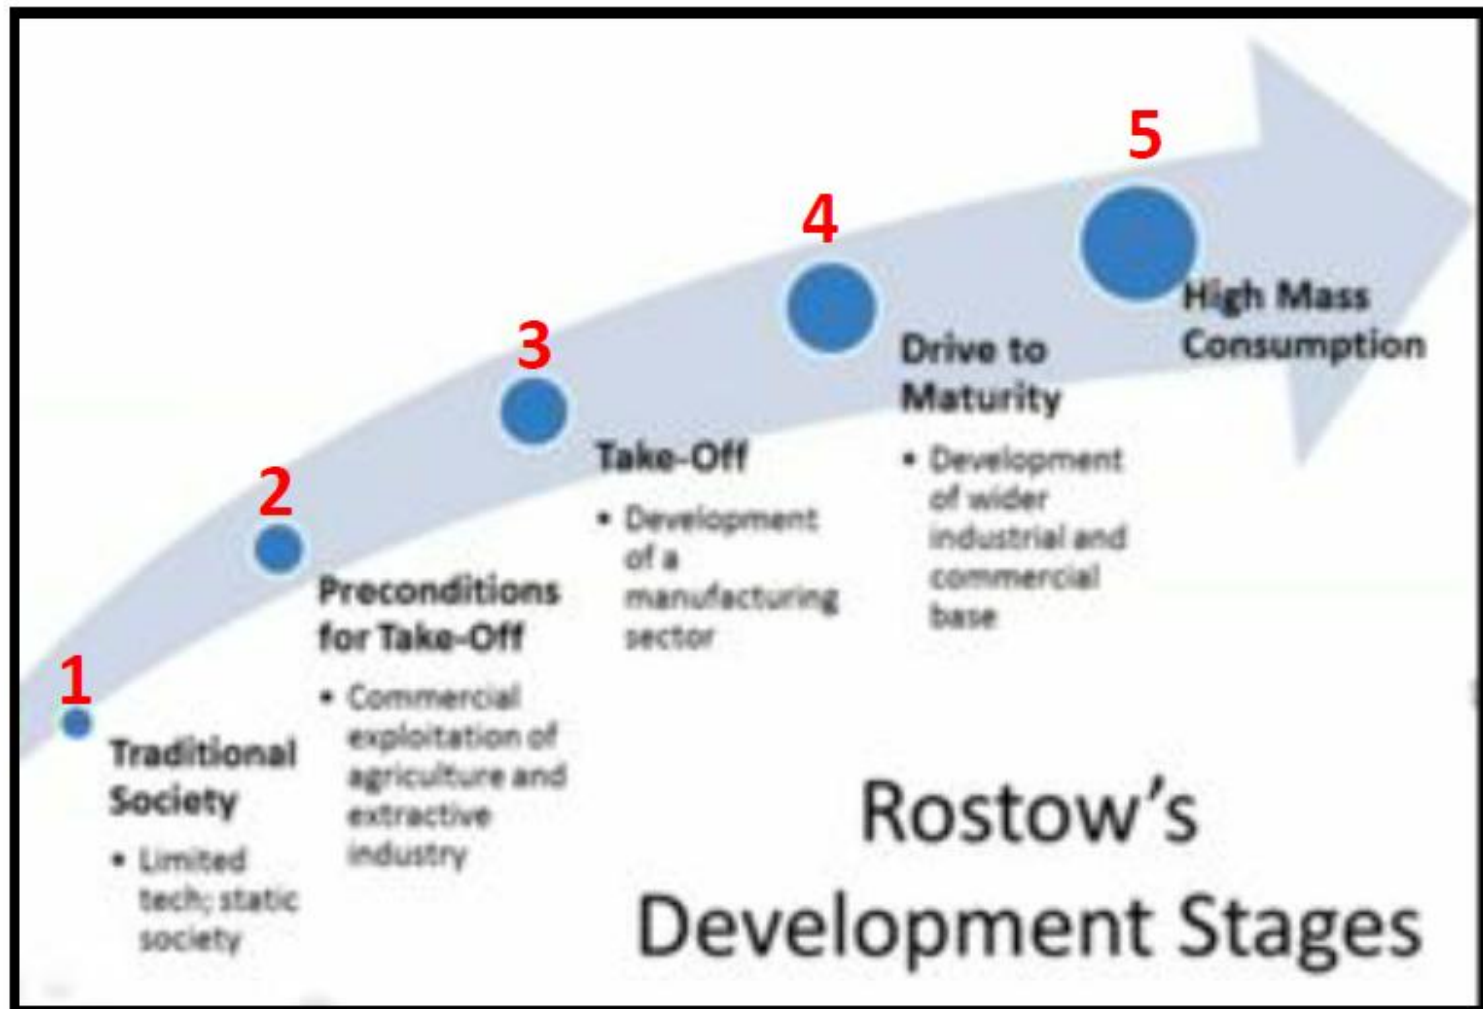 1
Traditional
Society
• Limited
tech; static
society
2
Preconditions
for Take-Off
• Commercial
exploitation of
agriculture and
extractive
industry
3
Take-Off
• Development
of a
manufacturing
sector
4
Drive to
Maturity
• Development
of wider
industrial and
commercial
base
5
High Mass
Consumption
Rostow’s
Development Stages